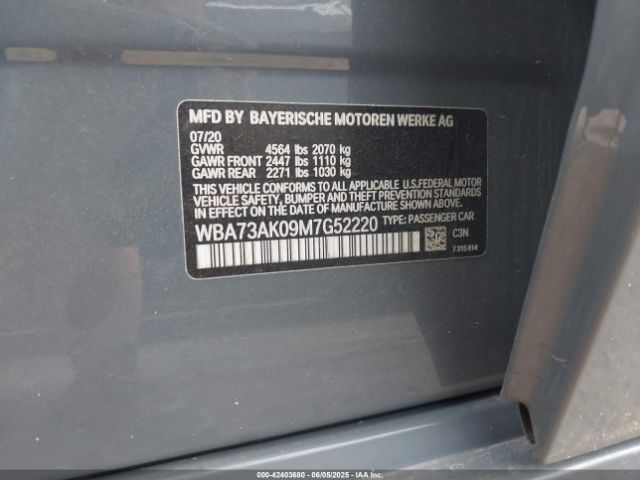 MFD BY BAYERISCHE MOTOREN WERKE AG
07/20
GVWR 4564 lbs 2070 kg
GAWR FRONT 2447 lbs 1110 kg
GAWR REAR 2271 lbs 1030 kg
THIS VEHICLE CONFORMS TO ALL APPLICABLE U.S.FEDERAL MOTOR
VEHICLE SAFETY, BUMPER AND THEFT PREVENTION STANDARDS
IN EFFECT ON THE DATE OF MANUFACTURE SHOWN ABOVE.
WBA73AK09M7G52220 TYPE: PASSENGER CAR
C3N
7315814
000-42403680 - 06/05/2025 - Copyright © IAA, LLC